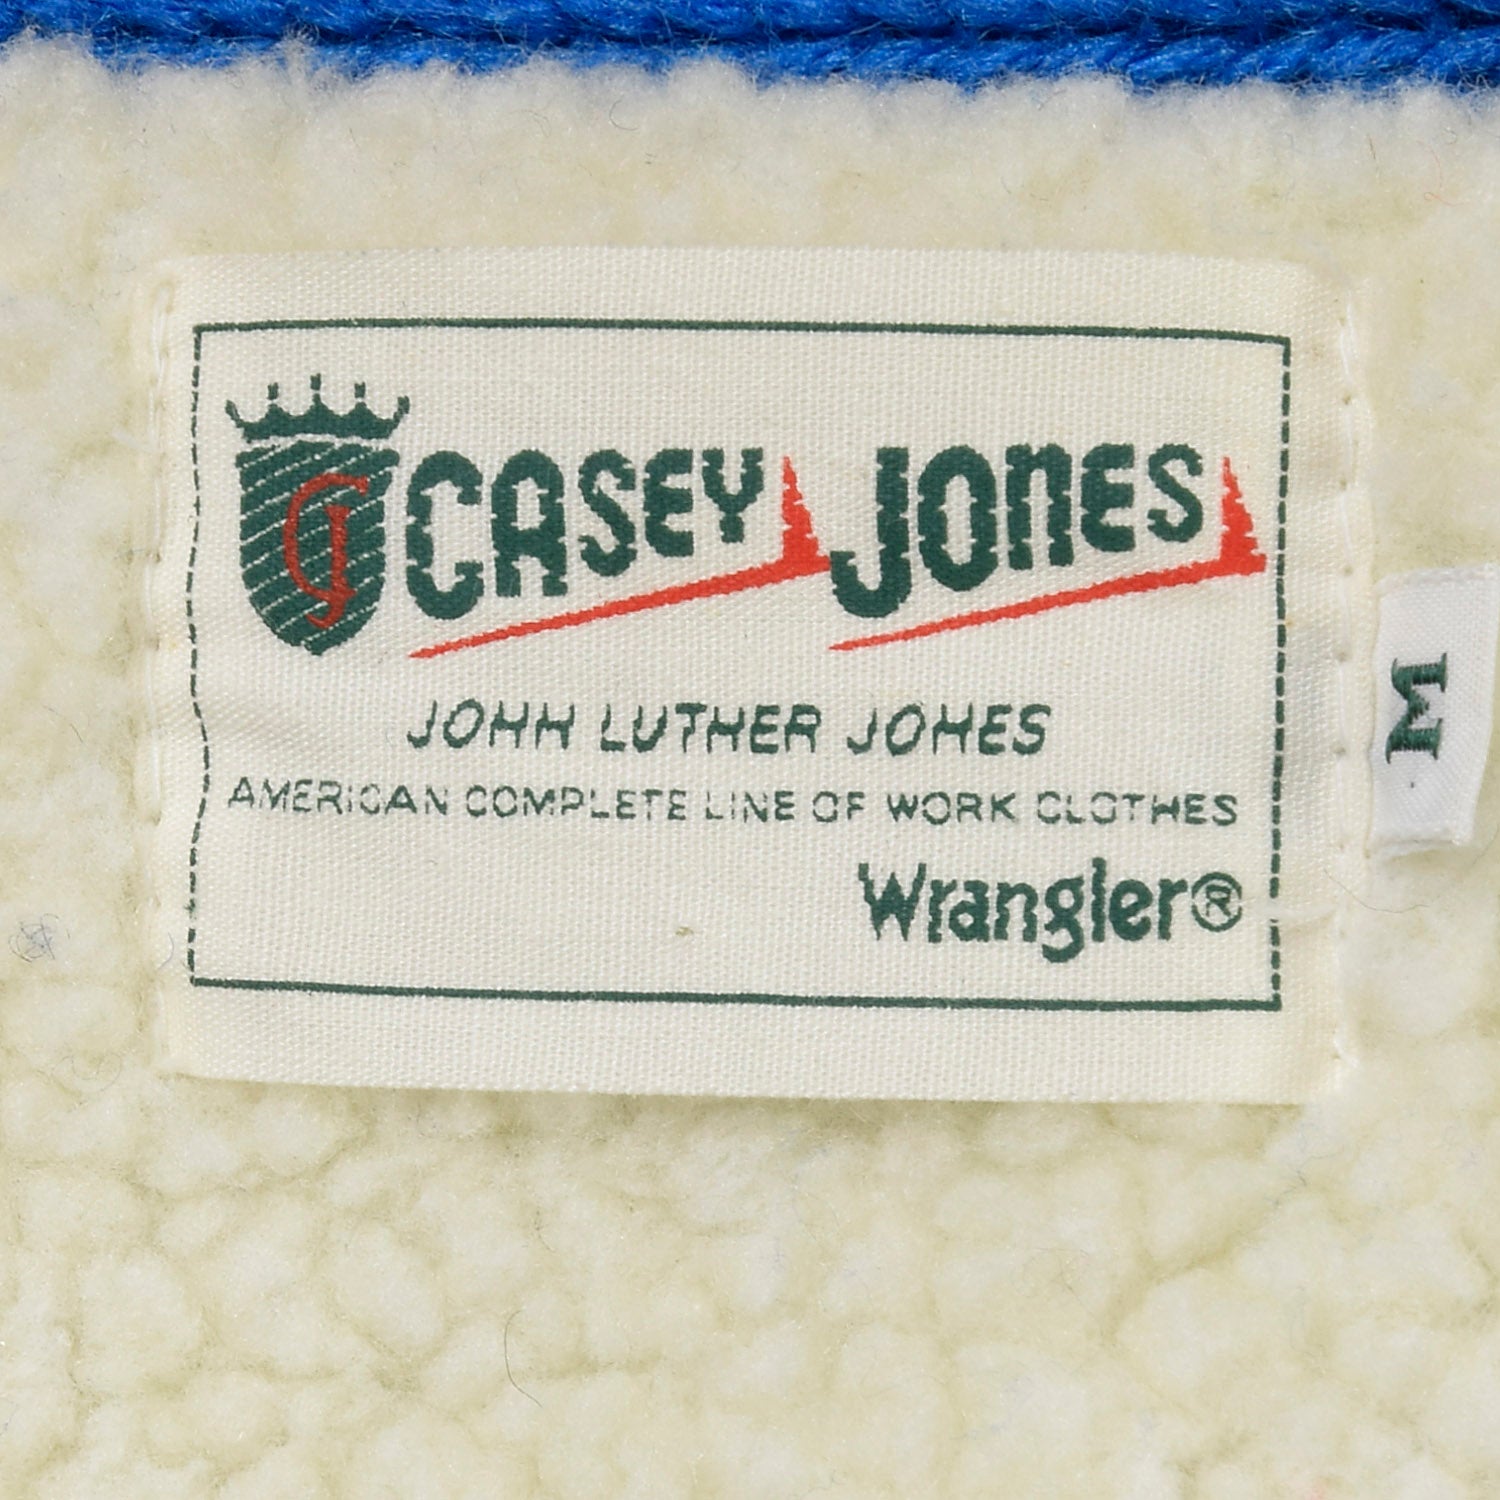 CJ
CASEY JONES
JOHN LUTHER JONES
AMERICAN COMPLETE LINE OF WORK CLOTHES
Wrangler®
M